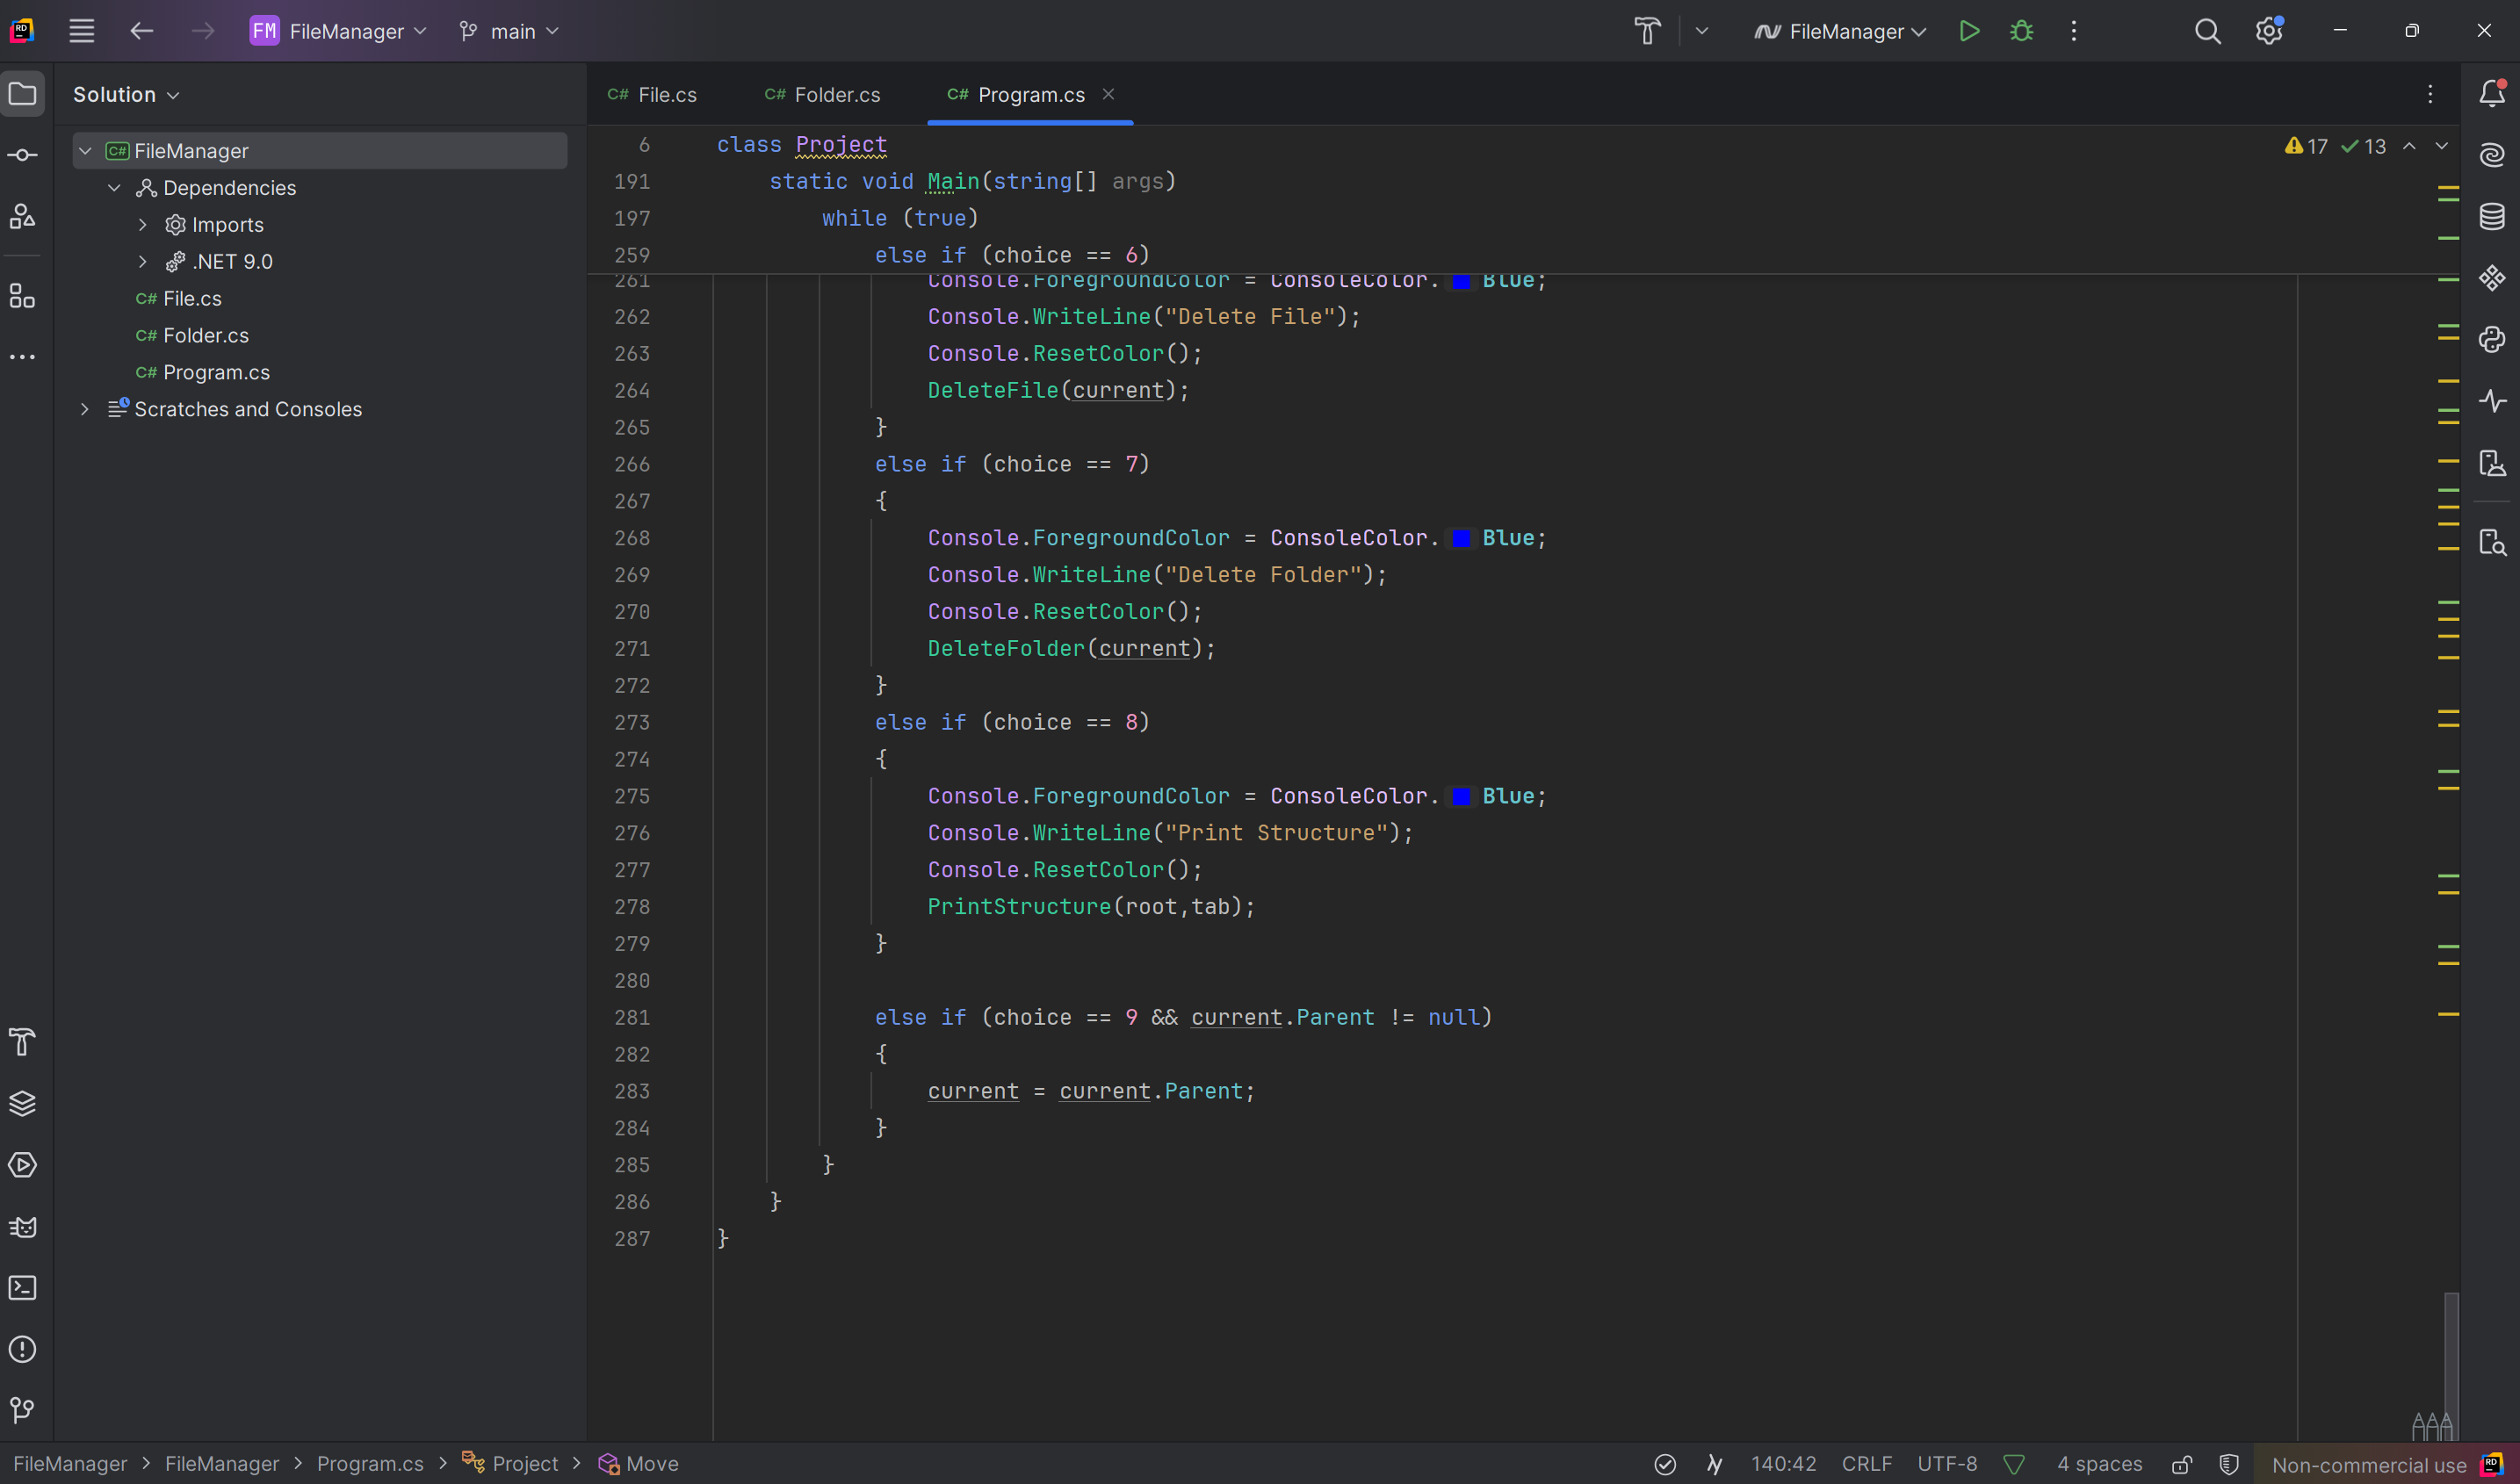 RD
FM FileManager main FileManager
Solution
C# File.cs C# Folder.cs C# Program.cs
C# FileManager
Dependencies
Imports
.NET 9.0
C# File.cs
C# Folder.cs
C# Program.cs
Scratches and Consoles
17 13
6 class Project
191 static void Main(string[] args)
197 while (true)
259 else if (choice == 6)
261 Console.ForegroundColor = ConsoleColor. Blue;
262 Console.WriteLine("Delete File");
263 Console.ResetColor();
264 DeleteFile(current);
265 }
266 else if (choice == 7)
267 {
268 Console.ForegroundColor = ConsoleColor. Blue;
269 Console.WriteLine("Delete Folder");
270 Console.ResetColor();
271 DeleteFolder(current);
272 }
273 else if (choice == 8)
274 {
275 Console.ForegroundColor = ConsoleColor. Blue;
276 Console.WriteLine("Print Structure");
277 Console.ResetColor();
278 PrintStructure(root,tab);
279 }
280
281 else if (choice == 9 && current.Parent != null)
282 {
283 current = current.Parent;
284 }
285 }
286 }
287 }
FileManager > FileManager > Program.cs > Project > Move
140:42 CRLF UTF-8 4 spaces Non-commercial use RD